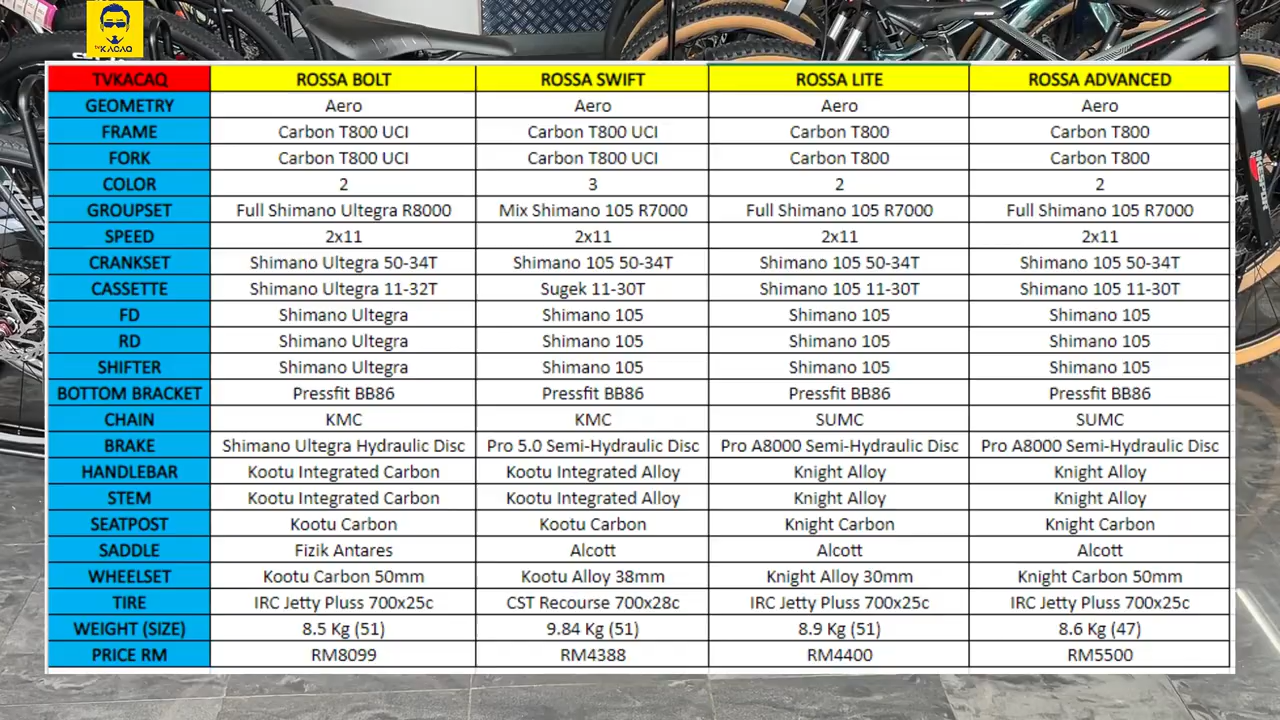 by KACAQ
TVKACAQ ROSSA BOLT ROSSA SWIFT ROSSA LITE ROSSA ADVANCED
GEOMETRY Aero Aero Aero Aero
FRAME Carbon T800 UCI Carbon T800 UCI Carbon T800 Carbon T800
FORK Carbon T800 UCI Carbon T800 UCI Carbon T800 Carbon T800
COLOR 2 3 2 2
GROUPSET Full Shimano Ultegra R8000 Mix Shimano 105 R7000 Full Shimano 105 R7000 Full Shimano 105 R7000
SPEED 2x11 2x11 2x11 2x11
CRANKSET Shimano Ultegra 50-34T Shimano 105 50-34T Shimano 105 50-34T Shimano 105 50-34T
CASSETTE Shimano Ultegra 11-32T Sugek 11-30T Shimano 105 11-30T Shimano 105 11-30T
FD Shimano Ultegra Shimano 105 Shimano 105 Shimano 105
RD Shimano Ultegra Shimano 105 Shimano 105 Shimano 105
SHIFTER Shimano Ultegra Shimano 105 Shimano 105 Shimano 105
BOTTOM BRACKET Pressfit BB86 Pressfit BB86 Pressfit BB86 Pressfit BB86
CHAIN KMC KMC SUMC SUMC
BRAKE Shimano Ultegra Hydraulic Disc Pro 5.0 Semi-Hydraulic Disc Pro A8000 Semi-Hydraulic Disc Pro A8000 Semi-Hydraulic Disc
HANDLEBAR Kootu Integrated Carbon Kootu Integrated Alloy Knight Alloy Knight Alloy
STEM Kootu Integrated Carbon Kootu Integrated Alloy Knight Alloy Knight Alloy
SEATPOST Kootu Carbon Kootu Carbon Knight Carbon Knight Carbon
SADDLE Fizik Antares Alcott Alcott Alcott
WHEELSET Kootu Carbon 50mm Kootu Alloy 38mm Knight Alloy 30mm Knight Carbon 50mm
TIRE IRC Jetty Pluss 700x25c CST Recourse 700x28c IRC Jetty Pluss 700x25c IRC Jetty Pluss 700x25c
WEIGHT (SIZE) 8.5 Kg (51) 9.84 Kg (51) 8.9 Kg (51) 8.6 Kg (47)
PRICE RM RM8099 RM4388 RM4400 RM5500